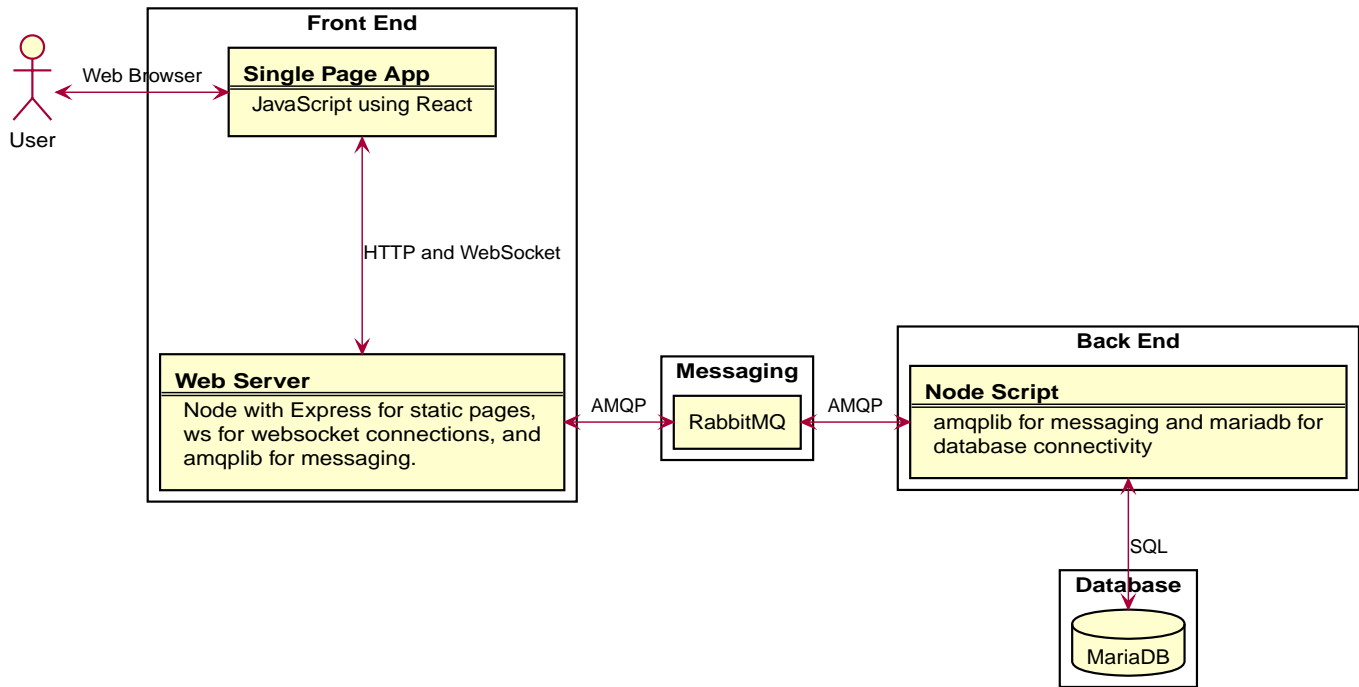 Front End
Single Page App
JavaScript using React
Web Browser
User
HTTP and WebSocket
Web Server
Node with Express for static pages,
ws for websocket connections, and
amqplib for messaging.
AMQP
Messaging
RabbitMQ
AMQP
Back End
Node Script
amqplib for messaging and mariadb for
database connectivity
SQL
Database
MariaDB